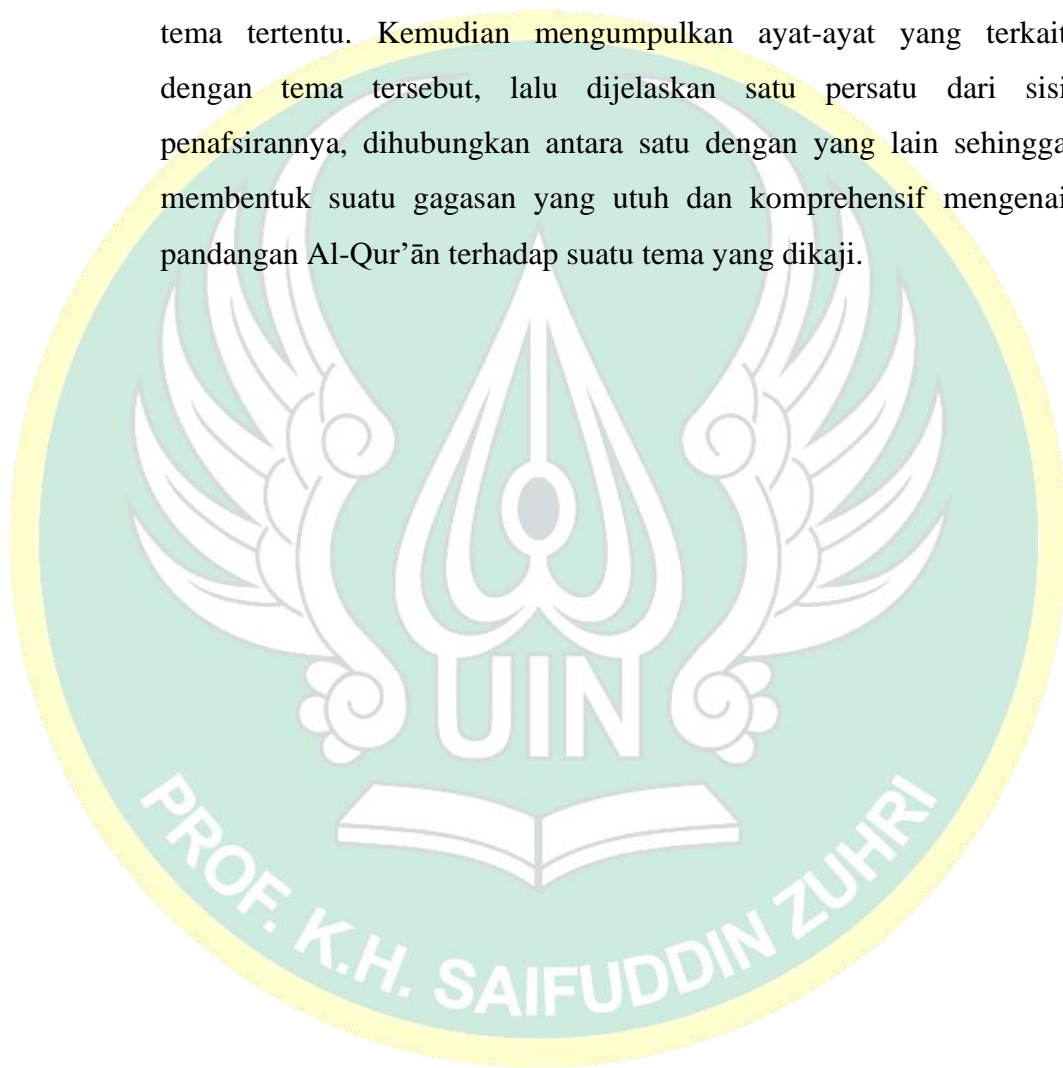 tema tertentu. Kemudian mengumpulkan ayat-ayat yang terkait
dengan tema tersebut, lalu dijelaskan satu persatu dari sisi
penafsirannya, dihubungkan antara satu dengan yang lain sehingga
membentuk suatu gagasan yang utuh dan komprehensif mengenai
pandangan Al-Qur’ān terhadap suatu tema yang dikaji.
UIN
PROF. K.H. SAIFUDDIN ZUHRI